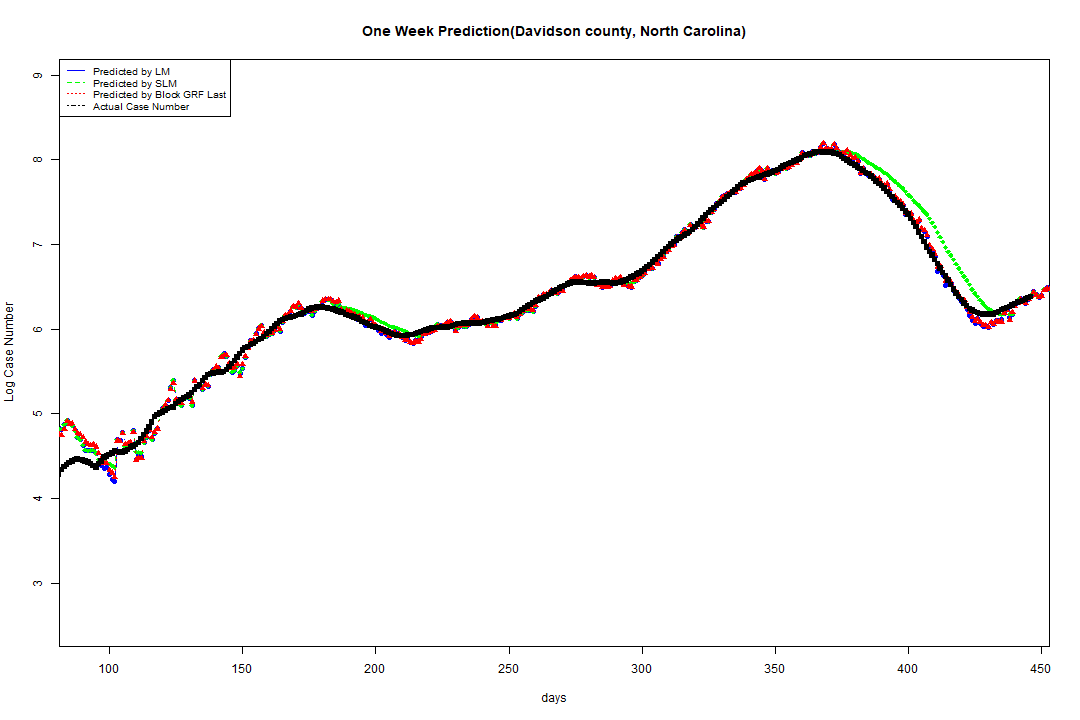 One Week Prediction(Davidson county, North Carolina)
Predicted by LM
Predicted by SLM
Predicted by Block GRF Last
Actual Case Number
9
8
7
6
5
4
3
Log Case Number
100 150 200 250 300 350 400 450
days